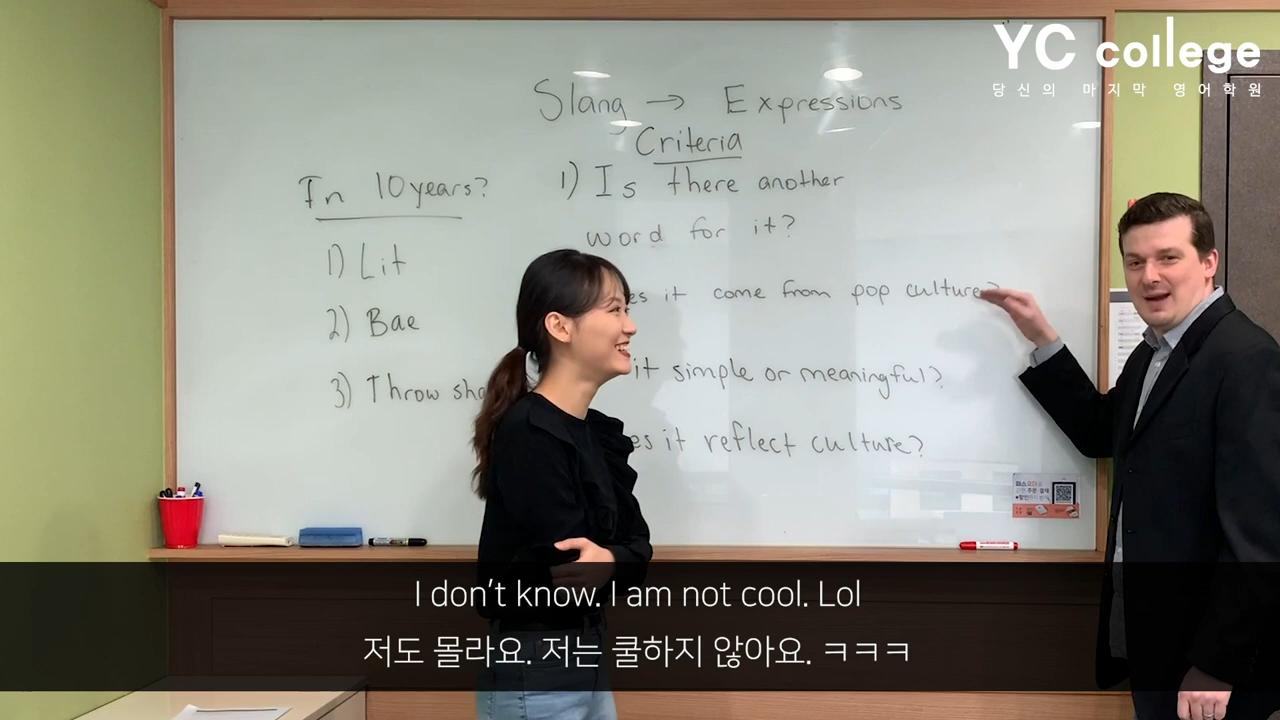 YC college
당신의 마지막 영어학원
Slang → Expressions
Criteria
In 10 years?
1) Lit
2) Bae
3) Throw sha
1) Is there another
word for it?
es it come from pop culture?
it simple or meaningful?
es it reflect culture?
I don't know. I am not cool. Lol
저도 몰라요. 저는 쿨하지 않아요. ㅋㅋㅋ